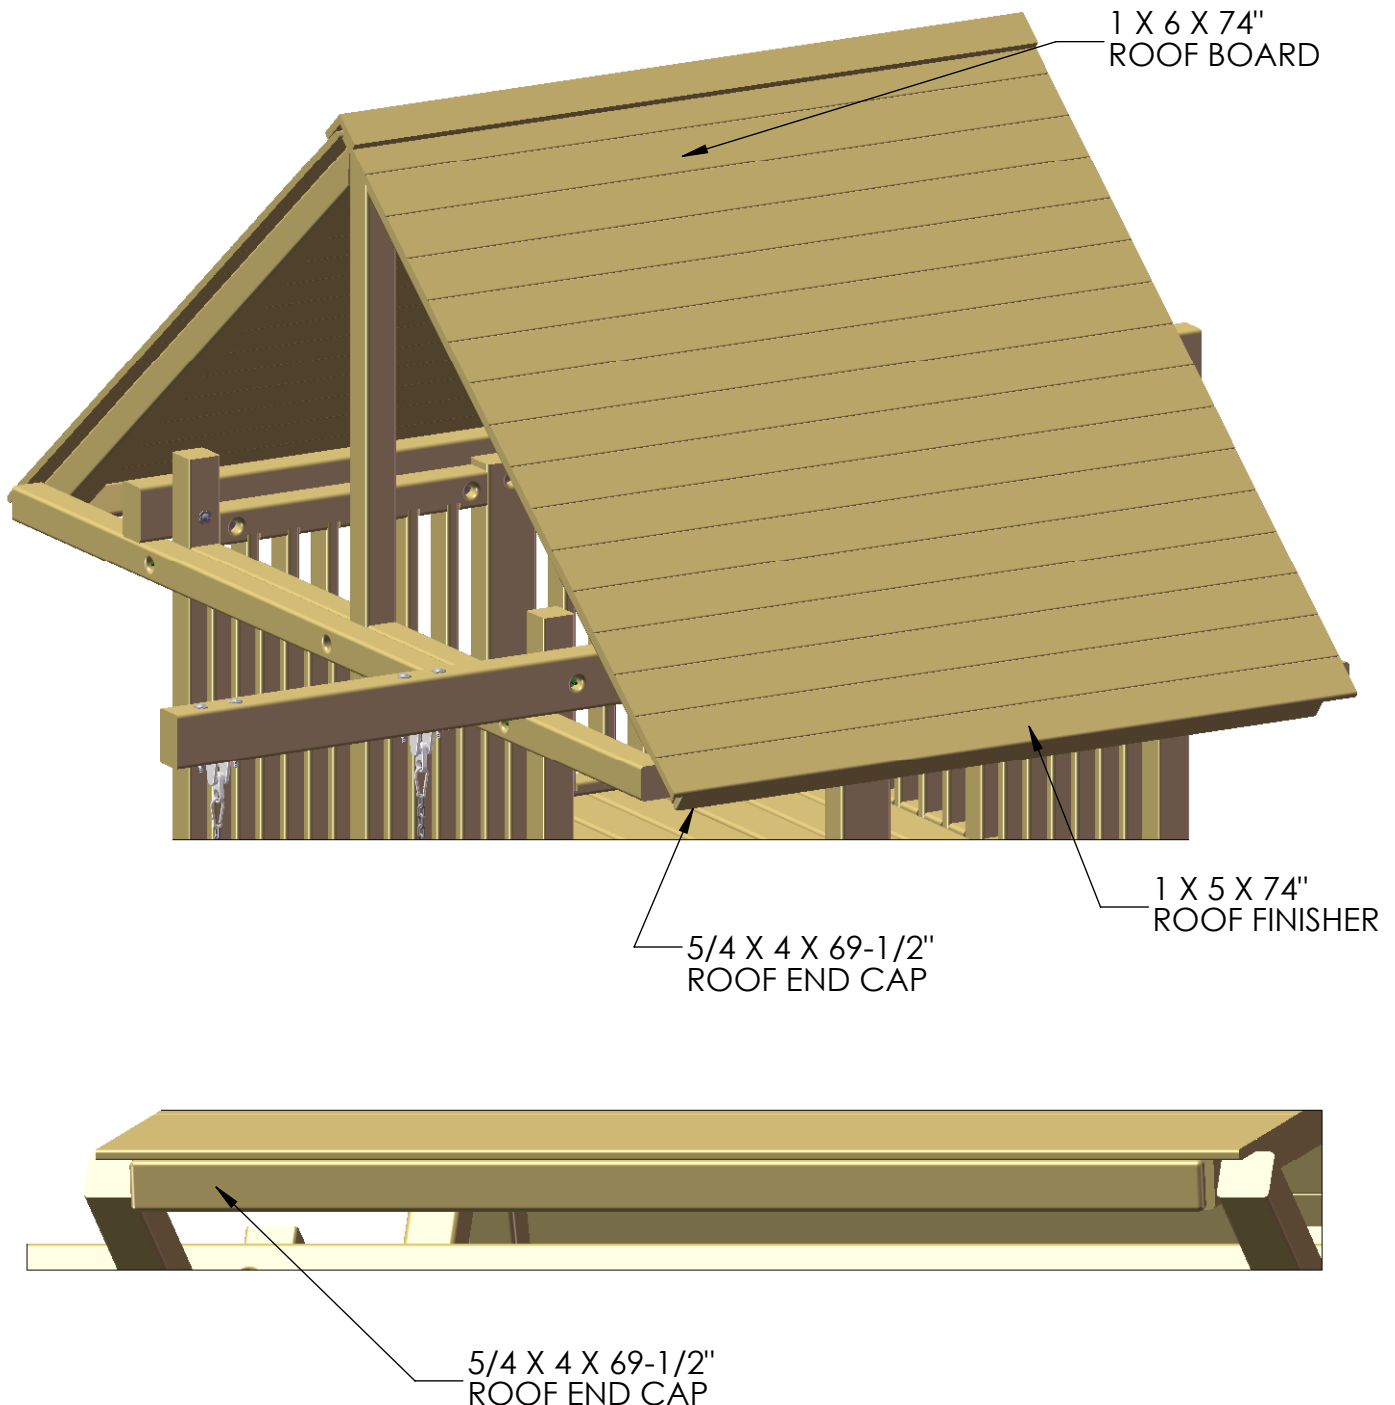 1 X 6 X 74"
ROOF BOARD
1 X 5 X 74"
ROOF FINISHER
5/4 X 4 X 69-1/2"
ROOF END CAP
5/4 X 4 X 69-1/2"
ROOF END CAP